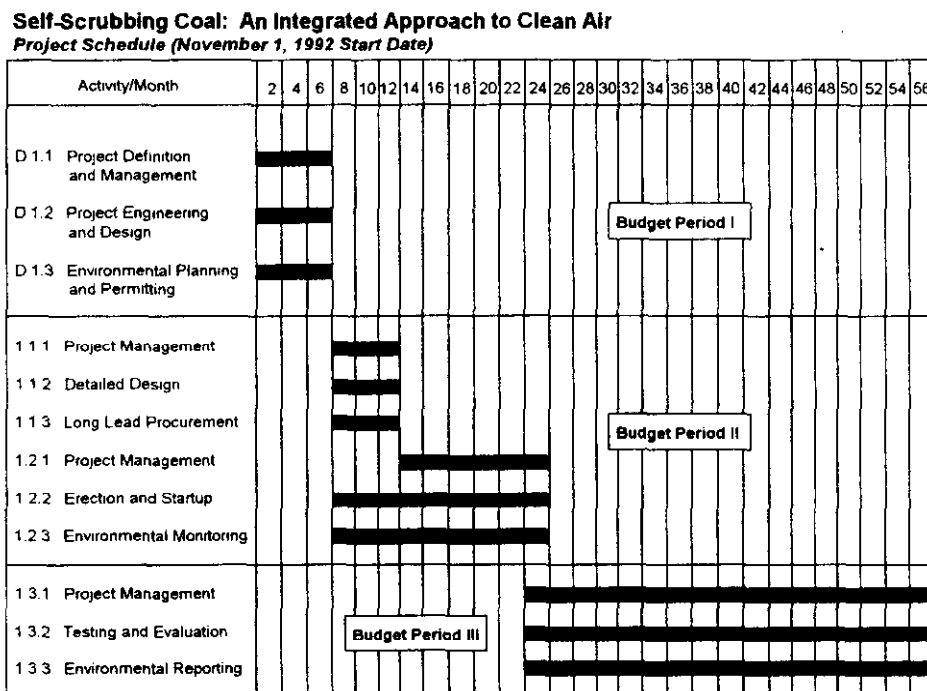 Self-Scrubbing Coal: An Integrated Approach to Clean Air
Project Schedule (November 1, 1992 Start Date)
Activity/Month 2 4 6 8 10 12 14 16 18 20 22 24 26 28 30 32 34 36 38 40 42 44 46 48 50 52 54 56
D 1.1 Project Definition
and Management
D 1.2 Project Engineering
and Design
Budget Period I
D 1.3 Environmental Planning
and Permitting
1 1 1 Project Management
1 1 2 Detailed Design
1 1 3 Long Lead Procurement
Budget Period II
1.2 1 Project Management
1 2.2 Erection and Startup
1.2 3 Environmental Monitoring
1 3.1 Project Management
1 3.2 Testing and Evaluation
Budget Period III
1 3 3 Environmental Reporting